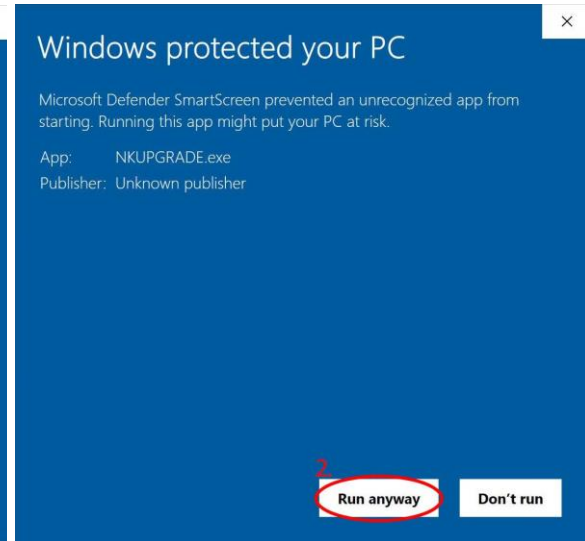 Windows protected your PC
Microsoft Defender SmartScreen prevented an unrecognized app from
starting. Running this app might put your PC at risk.
App: NKUPGRADE.exe
Publisher: Unknown publisher
2.
Run anyway Don't run